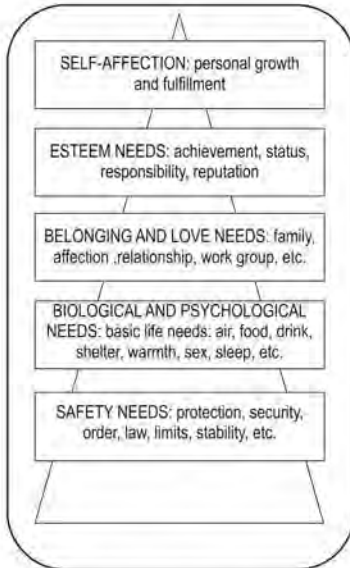 SELF-AFFECTION: personal growth
and fulfillment
ESTEEM NEEDS: achievement, status,
responsibility, reputation
BELONGING AND LOVE NEEDS: family,
affection ,relationship, work group, etc.
BIOLOGICAL AND PSYCHOLOGICAL
NEEDS: basic life needs: air, food, drink,
shelter, warmth, sex, sleep, etc.
SAFETY NEEDS: protection, security,
order, law, limits, stability, etc.